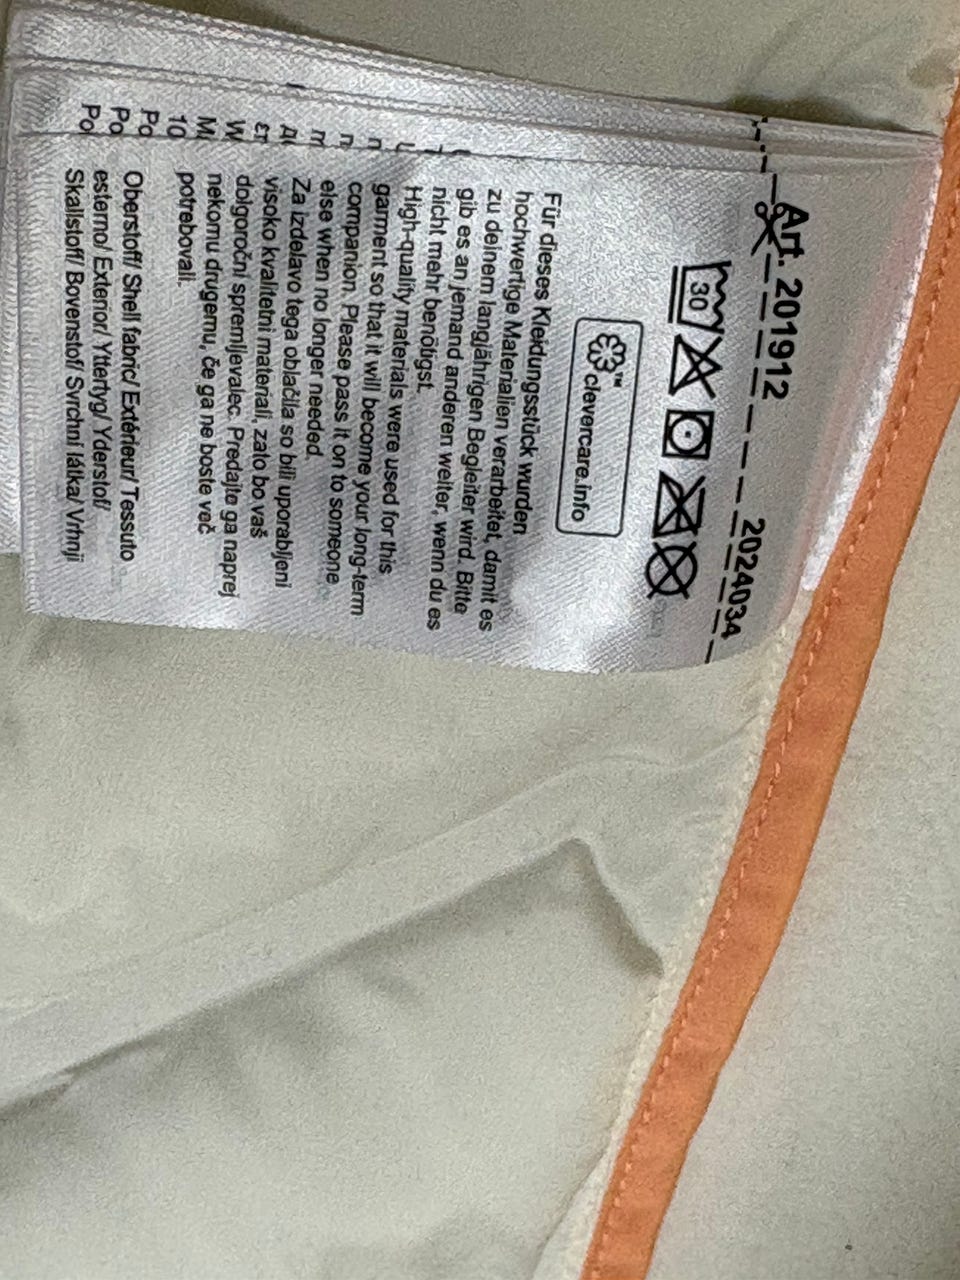 Art. 201912 2024034
30
clevercare.info
Für dieses Kleidungsstück wurden
hochwertige Materialien verarbeitet, damit es
zu deinem langjährigen Begleiter wird. Bitte
gib es an jemand anderen weiter, wenn du es
nicht mehr benötigst.
High-quality materials were used for this
garment so that it will become your long-term
companion. Please pass it on to someone
else when no longer needed.
Za izdelavo tega oblačila so bili uporabljeni
visoko kvalitetni materiali, zato bo vaš
dolgoročni spremljevalec. Predajte ga naprej
nekomu drugemu, če ga ne boste več
potrebovali.
Oberstoff/ Shell fabric/ Extérieur/ Tessuto
esterno/ Exterior/ Yttertyg/ Yderstof/
Skallstoff/ Bovenstof/ Svrchní látka/ Vrhnji
10
Po
Po
Po